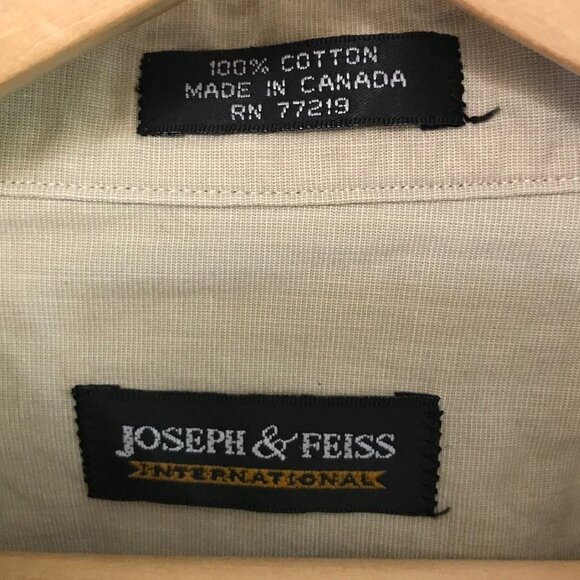 100% COTTON
MADE IN CANADA
RN 77219
JOSEPH & FEISS
INTERNATIONAL